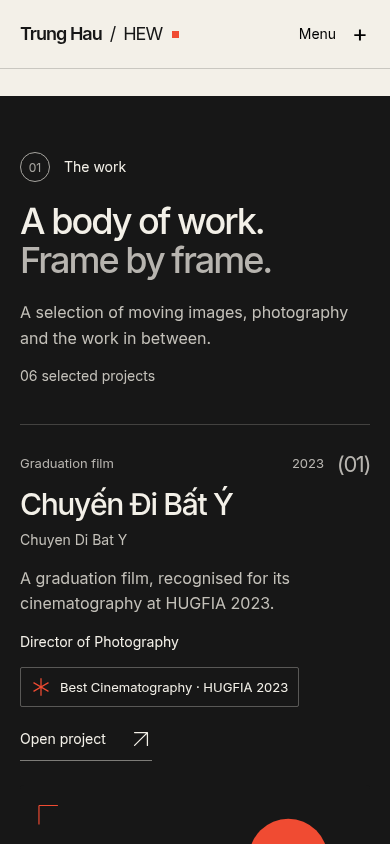 Trung Hau / HEW
Menu +
01 The work
A body of work.
Frame by frame.
A selection of moving images, photography
and the work in between.
06 selected projects
Graduation film 2023 (01)
Chuyến Đi Bất Ý
Chuyen Di Bat Y
A graduation film, recognised for its
cinematography at HUGFIA 2023.
Director of Photography
Best Cinematography · HUGFIA 2023
Open project